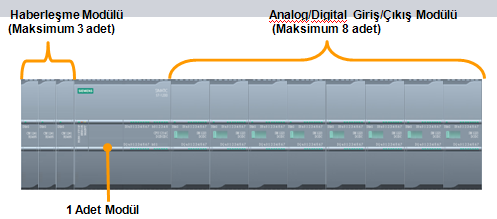 Haberleşme Modülü
(Maksimum 3 adet)
Analog/Digital Giriş/Çıkış Modülü
(Maksimum 8 adet)
SIEMENS
1 Adet Modül